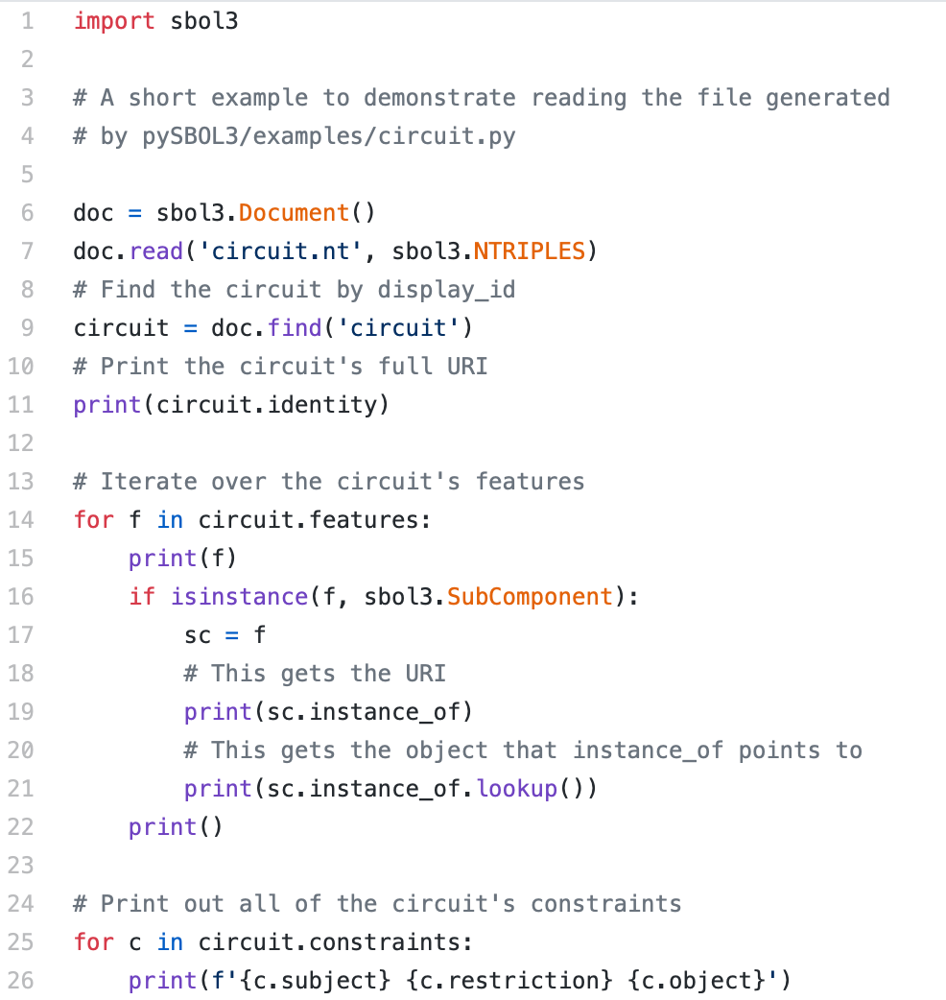 1 import sbol3
2
3 # A short example to demonstrate reading the file generated
4 # by pySBOL3/examples/circuit.py
5
6 doc = sbol3.Document()
7 doc.read('circuit.nt', sbol3.NTRIPLES)
8 # Find the circuit by display_id
9 circuit = doc.find('circuit')
10 # Print the circuit's full URI
11 print(circuit.identity)
12
13 # Iterate over the circuit's features
14 for f in circuit.features:
15     print(f)
16     if isinstance(f, sbol3.SubComponent):
17         sc = f
18         # This gets the URI
19         print(sc.instance_of)
20         # This gets the object that instance_of points to
21         print(sc.instance_of.lookup())
22     print()
23
24 # Print out all of the circuit's constraints
25 for c in circuit.constraints:
26     print(f'{c.subject} {c.restriction} {c.object}')